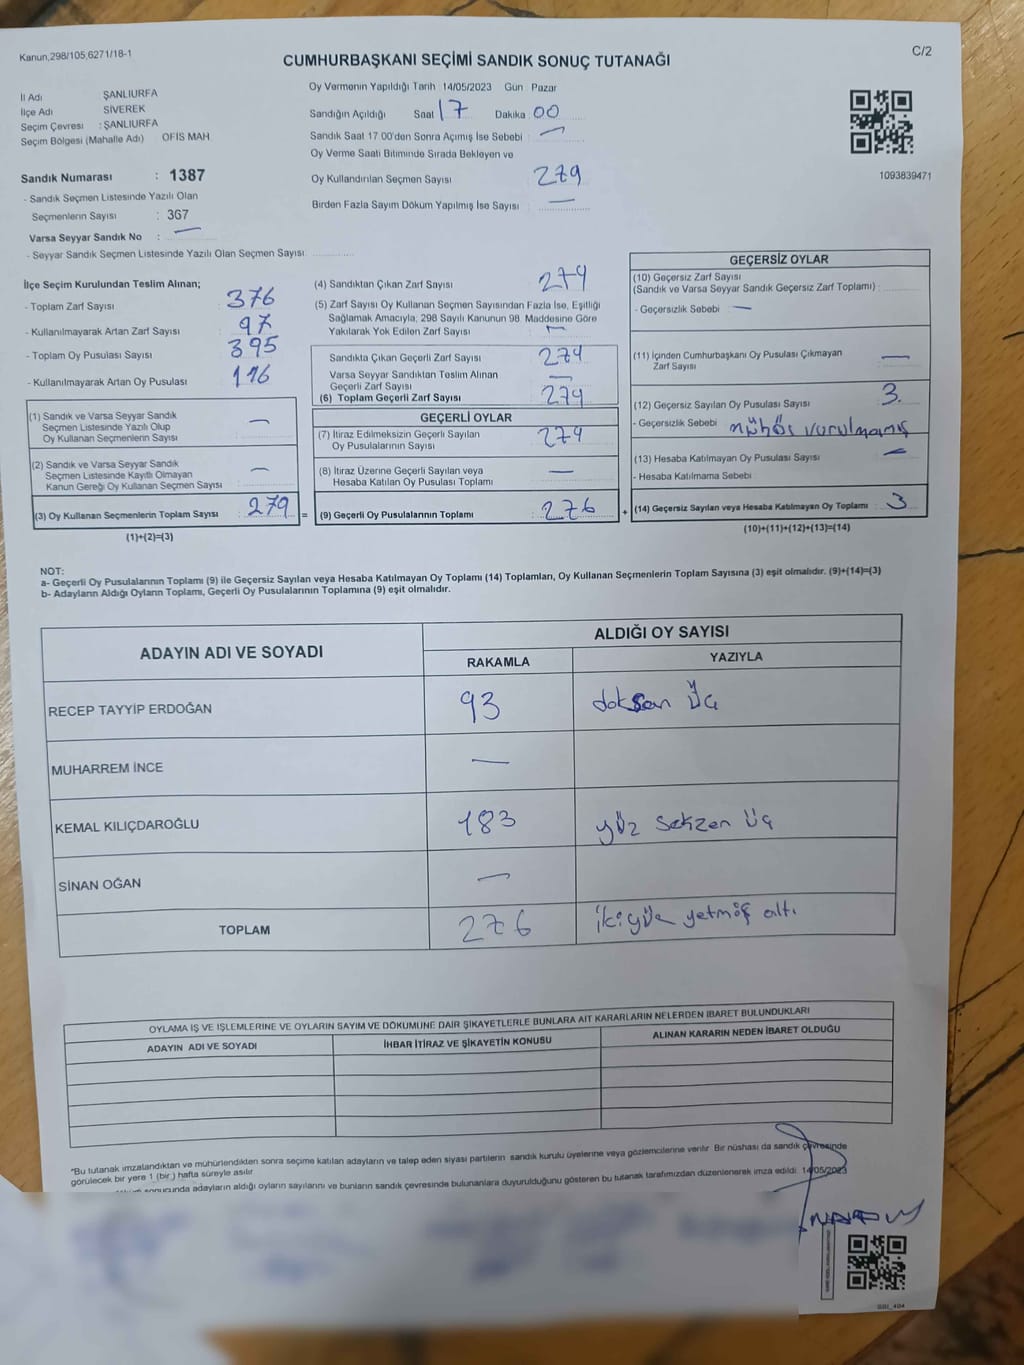 Kanun,298/105;6271/18-1
C/2
CUMHURBAŞKANI SEÇİMİ SANDIK SONUÇ TUTANAĞI
İl Adı ŞANLIURFA
İlçe Adı SİVEREK
Seçim Çevresi : ŞANLIURFA
Seçim Bölgesi (Mahalle Adı) OFİS MAH
Sandık Numarası : 1387
- Sandık Seçmen Listesinde Yazılı Olan
Seçmenlerin Sayısı : 367
Varsa Seyyar Sandık No : —
- Seyyar Sandık Seçmen Listesinde Yazılı Olan Seçmen Sayısı
Oy Vermenin Yapıldığı Tarih 14/05/2023 Gün Pazar
Sandığın Açıldığı Saat 17 Dakika 00
Sandık Saat 17.00'den Sonra Açımış İse Sebebi : —
Oy Verme Saati Bitiminde Sırada Bekleyen ve
Oy Kullandırılan Seçmen Sayısı 279
Birden Fazla Sayım Döküm Yapılmış İse Sayısı —
1093839471
İlçe Seçim Kurulundan Teslim Alınan;
- Toplam Zarf Sayısı 376
- Kullanılmayarak Artan Zarf Sayısı 97
- Toplam Oy Pusulası Sayısı 395
- Kullanılmayarak Artan Oy Pusulası 116
(1) Sandık ve Varsa Seyyar Sandık
Seçmen Listesinde Yazılı Olup
Oy Kullanan Seçmenlerin Sayısı —
(2) Sandık ve Varsa Seyyar Sandık
Seçmen Listesinde Kayıtlı Olmayan
Kanun Gereği Oy Kullanan Seçmen Sayısı —
(3) Oy Kullanan Seçmenlerin Toplam Sayısı 279 =
(1)+(2)=(3)
(4) Sandıktan Çıkan Zarf Sayısı 279
(5) Zarf Sayısı Oy Kullanan Seçmen Sayısından Fazla İse, Eşitliği
Sağlamak Amacıyla; 298 Sayılı Kanunun 98. Maddesine Göre
Yakılarak Yok Edilen Zarf Sayısı —
Sandıkta Çıkan Geçerli Zarf Sayısı 279
Varsa Seyyar Sandıktan Teslim Alınan
Geçerli Zarf Sayısı —
(6) Toplam Geçerli Zarf Sayısı 279
GEÇERLİ OYLAR
(7) İtiraz Edilmeksizin Geçerli Sayılan
Oy Pusulalarının Sayısı 279
(8) İtiraz Üzerine Geçerli Sayılan veya
Hesaba Katılan Oy Pusulası Toplamı —
(9) Geçerli Oy Pusulalarının Toplamı : 276 +
GEÇERSİZ OYLAR
(10) Geçersiz Zarf Sayısı
(Sandık ve Varsa Seyyar Sandık Geçersiz Zarf Toplamı) :
- Geçersizlik Sebebi —
(11) İçinden Cumhurbaşkanı Oy Pusulası Çıkmayan
Zarf Sayısı —
(12) Geçersiz Sayılan Oy Pusulası Sayısı 3.
- Geçersizlik Sebebi mühür vurulmamış
(13) Hesaba Katılmayan Oy Pusulası Sayısı —
- Hesaba Katılmama Sebebi
(14) Geçersiz Sayılan veya Hesaba Katılmayan Oy Toplamı : 3
(10)+(11)+(12)+(13)=(14)
NOT:
a- Geçerli Oy Pusulalarının Toplamı (9) ile Geçersiz Sayılan veya Hesaba Katılmayan Oy Toplamı (14) Toplamları, Oy Kullanan Seçmenlerin Toplam Sayısına (3) eşit olmalıdır. (9)+(14)=(3)
b- Adayların Aldığı Oyların Toplamı, Geçerli Oy Pusulalarının Toplamına (9) eşit olmalıdır.
ADAYIN ADI VE SOYADI ALDIĞI OY SAYISI
RAKAMLA YAZIYLA
RECEP TAYYİP ERDOĞAN 93 doksan üç
MUHARREM İNCE —
KEMAL KILIÇDAROĞLU 183 yüz sekzen üç
SİNAN OĞAN —
TOPLAM 276 ikiyüz yetmiş altı
OYLAMA İŞ VE İŞLEMLERİNE VE OYLARIN SAYIM VE DÖKÜMÜNE DAİR ŞİKAYETLERLE BUNLARA AİT KARARLARIN NELERDEN İBARET BULUNDUKLARI
ADAYIN ADI VE SOYADI İHBAR İTİRAZ VE ŞİKAYETİN KONUSU ALINAN KARARIN NEDEN İBARET OLDUĞU
*Bu tutanak imzalandıktan ve mühürlendikten sonra seçime katılan adayların ve talep eden siyasi partilerin sandık kurulu üyelerine veya gözlemcilerine verilir. Bir nüshası da sandık çevresinde
görülecek bir yere 1 (bir) hafta süreyle asılır
sonucunda adayların aldığı oyların sayılarını ve bunların sandık çevresinde bulunanlara duyurulduğunu gösteren bu tutanak tarafımızdan düzenlenerek imza edildi. 14/05/2023